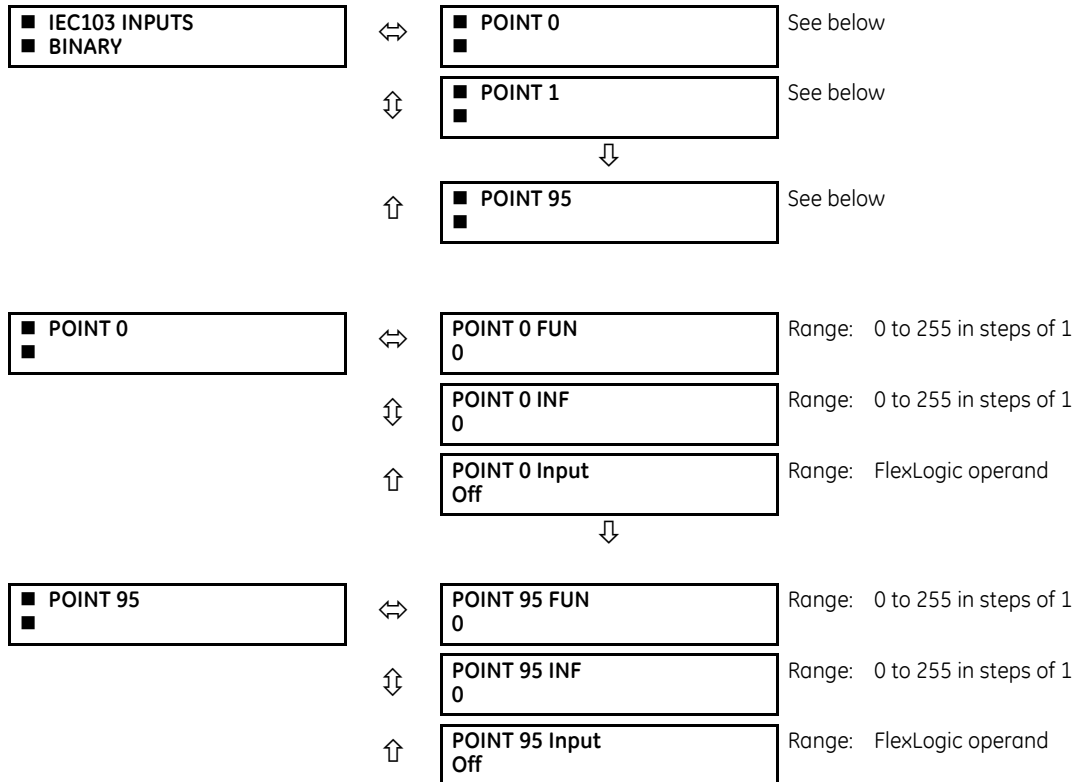 ■ IEC103 INPUTS
■ BINARY
■ POINT 0
■
See below
■ POINT 1
■
See below
■ POINT 95
■
See below
■ POINT 0
■
POINT 0 FUN
0
Range: 0 to 255 in steps of 1
POINT 0 INF
0
Range: 0 to 255 in steps of 1
POINT 0 Input
Off
Range: FlexLogic operand
■ POINT 95
■
POINT 95 FUN
0
Range: 0 to 255 in steps of 1
POINT 95 INF
0
Range: 0 to 255 in steps of 1
POINT 95 Input
Off
Range: FlexLogic operand